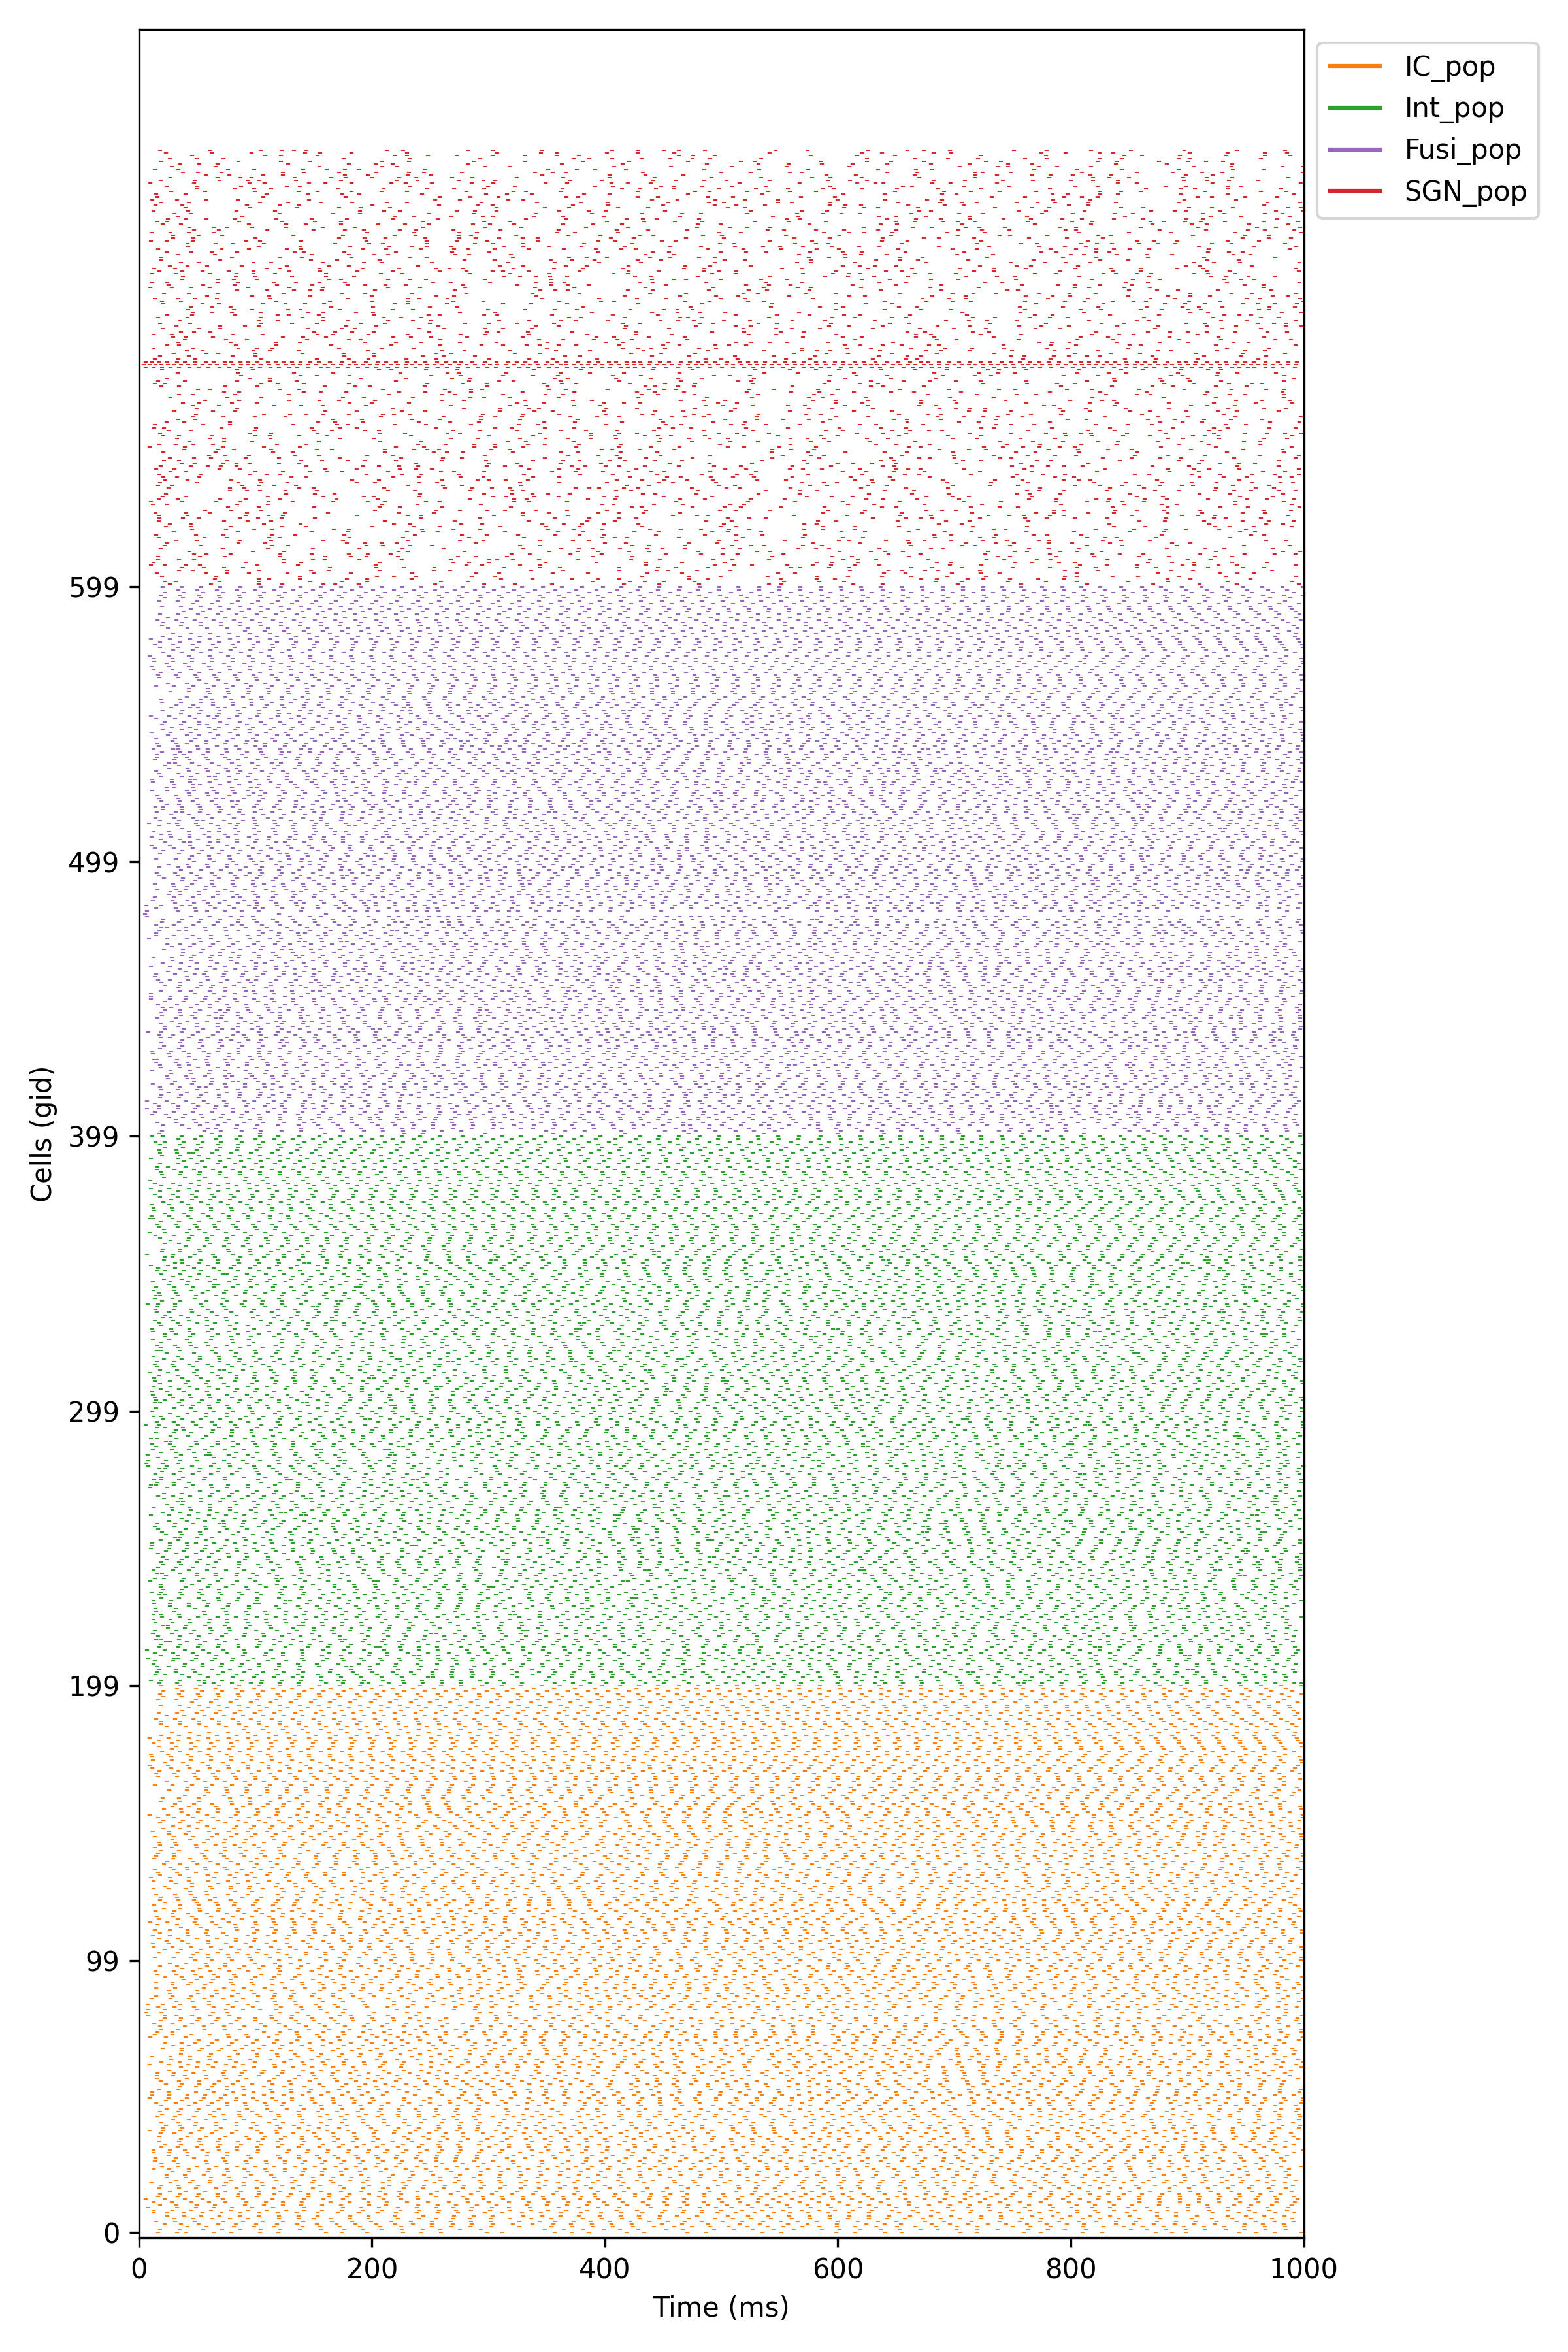 IC_pop
Int_pop
Fusi_pop
SGN_pop
599
499
399
299
199
99
0
Cells (gid)
0 200 400 600 800 1000
Time (ms)